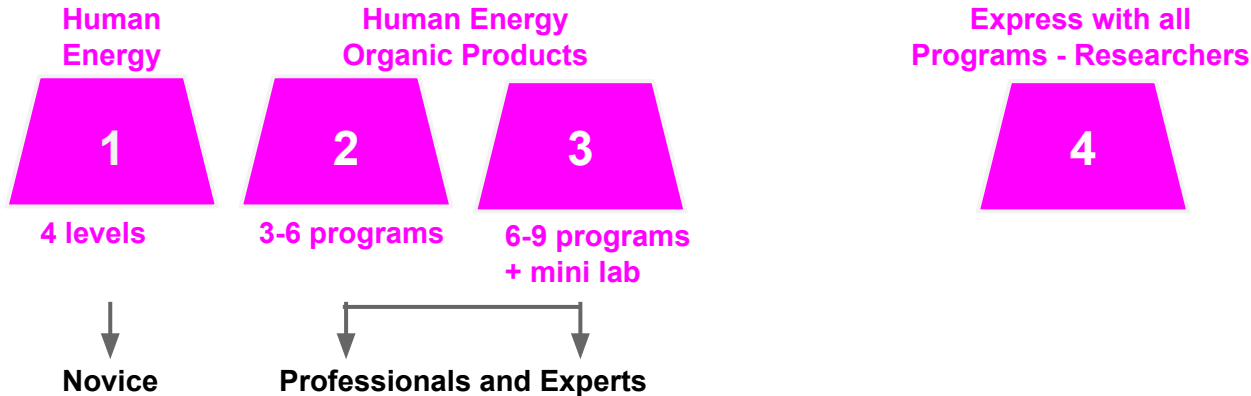 Human
Energy
Human Energy
Organic Products
Express with all
Programs - Researchers
1
2
3
4
4 levels
3-6 programs
6-9 programs
+ mini lab
Novice
Professionals and Experts